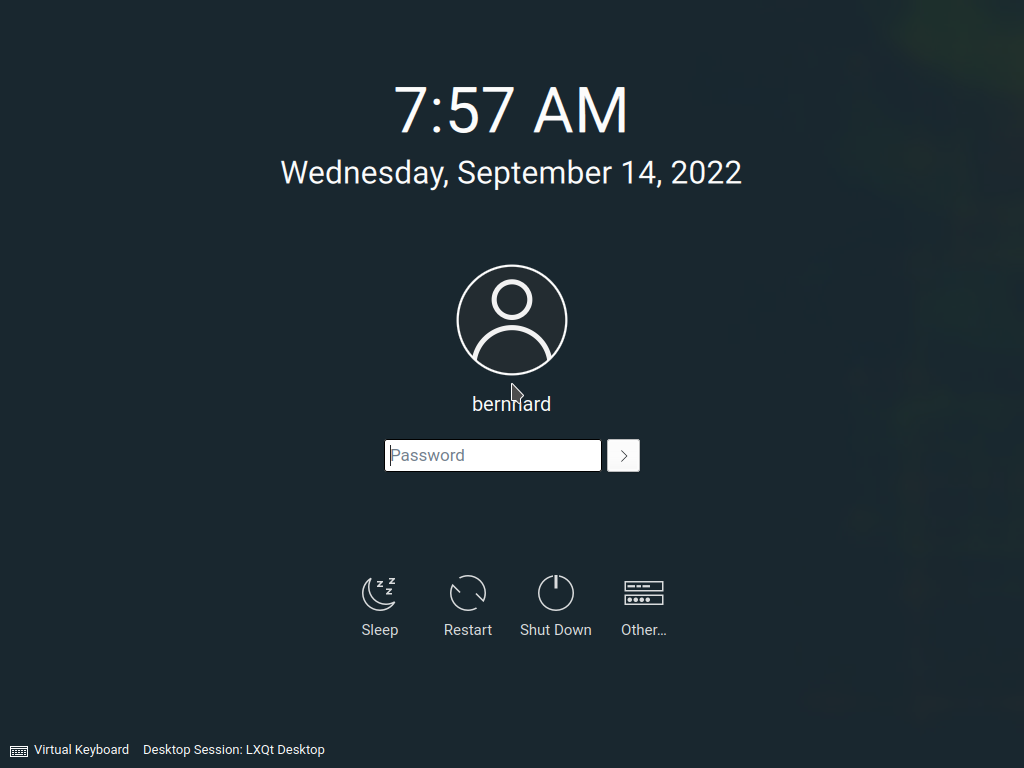 7:57 AM
Wednesday, September 14, 2022
bernhard
Password
Sleep Restart Shut Down Other...
Virtual Keyboard Desktop Session: LXQt Desktop